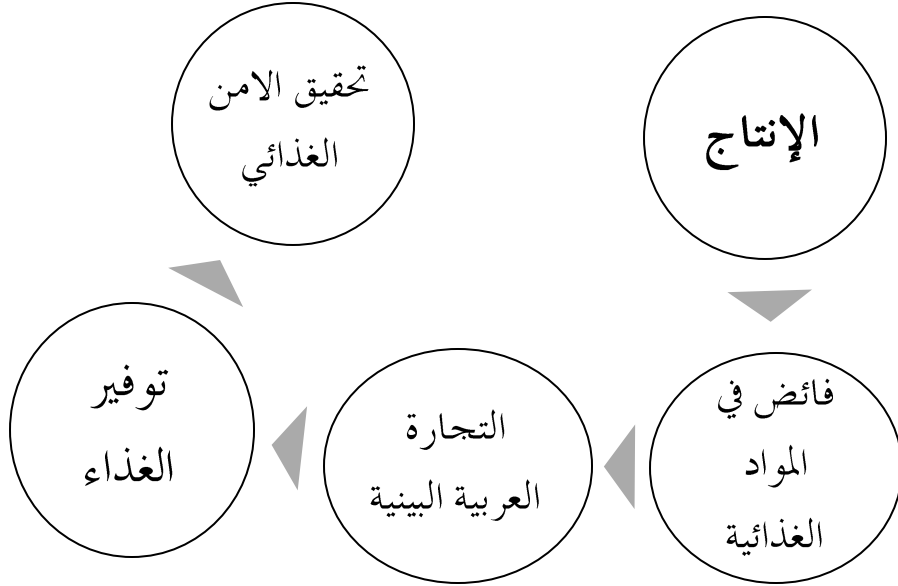 الإنتاج
فائض في
المواد
الغذائية
التجارة
العربية البينية
توفير
الغذاء
تحقيق الامن
الغذائي